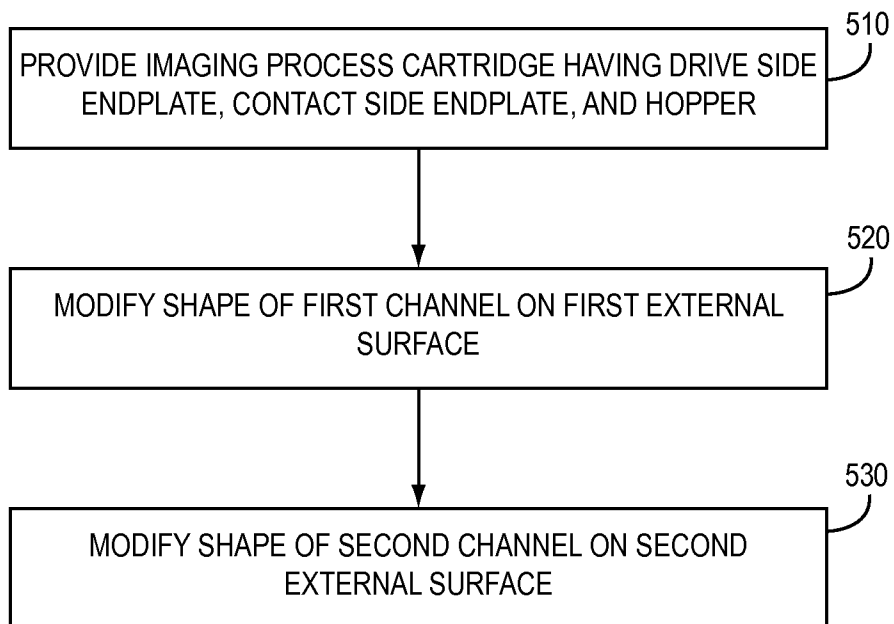 510
PROVIDE IMAGING PROCESS CARTRIDGE HAVING DRIVE SIDE
ENDPLATE, CONTACT SIDE ENDPLATE, AND HOPPER
520
MODIFY SHAPE OF FIRST CHANNEL ON FIRST EXTERNAL
SURFACE
530
MODIFY SHAPE OF SECOND CHANNEL ON SECOND
EXTERNAL SURFACE